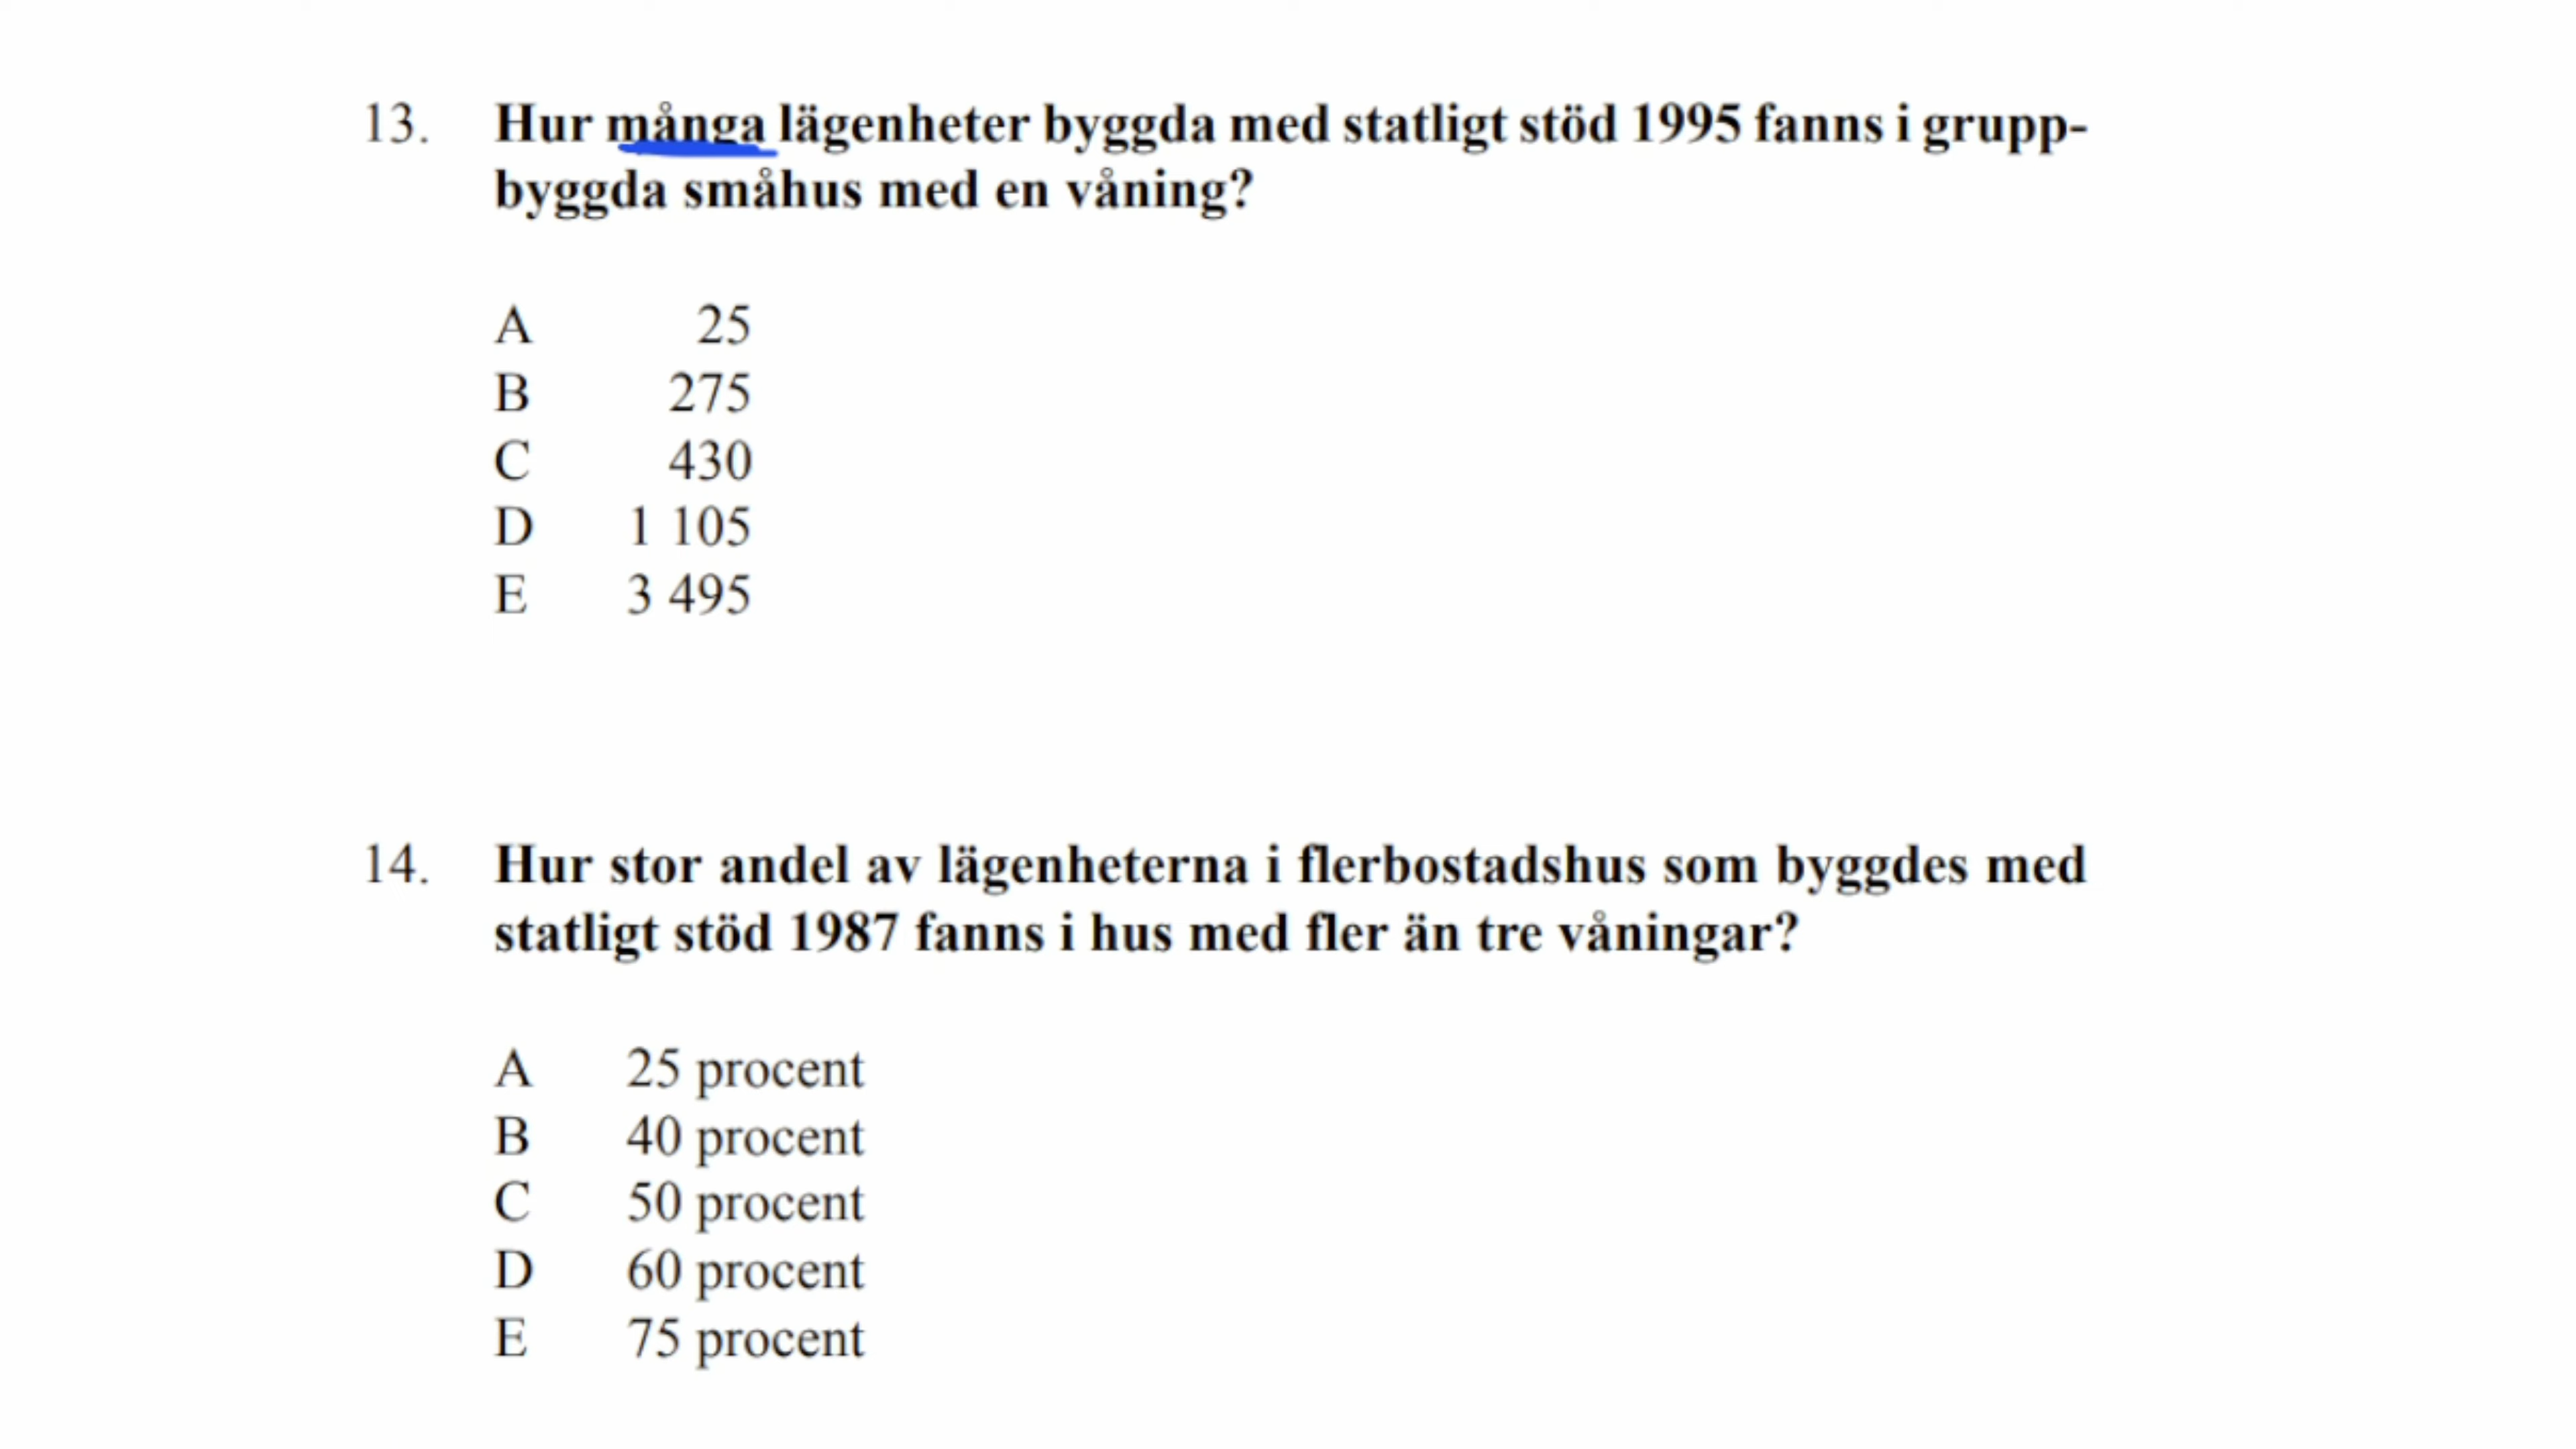 13. Hur många lägenheter byggda med statligt stöd 1995 fanns i grupp-
byggda småhus med en våning?
A 25
B 275
C 430
D 1 105
E 3 495
14. Hur stor andel av lägenheterna i flerbostadshus som byggdes med
statligt stöd 1987 fanns i hus med fler än tre våningar?
A 25 procent
B 40 procent
C 50 procent
D 60 procent
E 75 procent